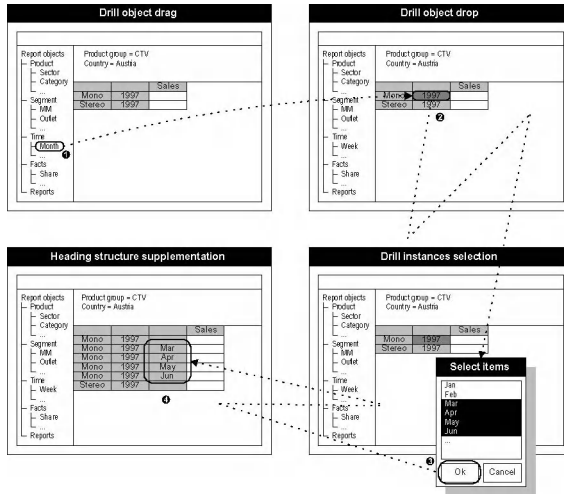 Drill object drag
Report objects
Product
Sector
Category
...
Segment
MM
Outlet
...
Time
Month
...
Facts
Share
...
Reports
Product group = CTV
Country = Austria
Sales
Mono 1997
Stereo 1997
1
Drill object drop
Report objects
Product
Sector
Category
...
Segment
MM
Outlet
...
Time
Week
...
Facts
Share
...
Reports
Product group = CTV
Country = Austria
Sales
Mono 1997
Stereo 1997
2
Heading structure supplementation
Report objects
Product
Sector
Category
...
Segment
MM
Outlet
...
Time
Week
...
Facts
Share
...
Reports
Product group = CTV
Country = Austria
Sales
Mono 1997
Mono 1997 Mar
Mono 1997 Apr
Mono 1997 May
Mono 1997 Jun
Stereo 1997
4
Drill instances selection
Report objects
Product
Sector
Category
...
Segment
MM
Outlet
...
Time
Week
...
Facts
Share
...
Reports
Product group = CTV
Country = Austria
Sales
Mono 1997
Stereo 1997
Select items
Jan
Feb
Mar
Apr
May
Jun
...
3
Ok Cancel